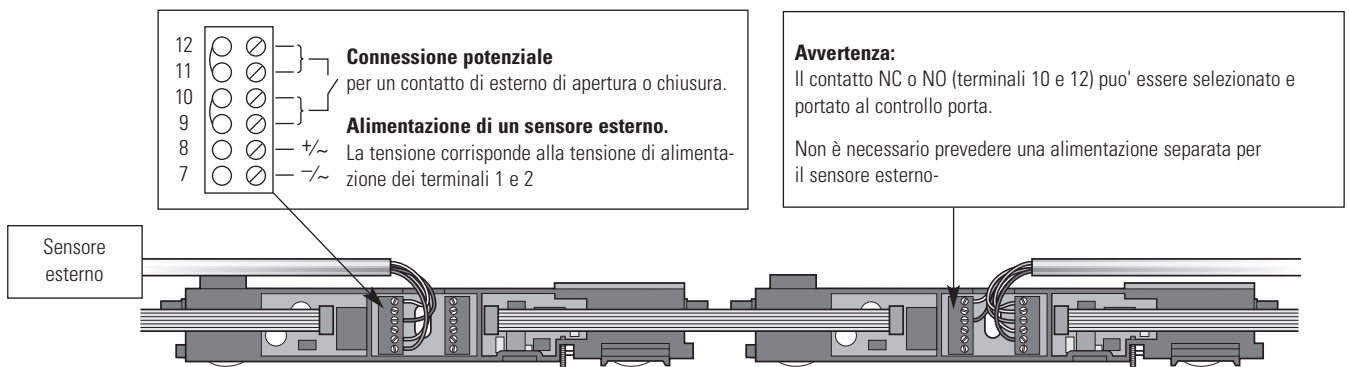 12
11
10
9
8
7
+/~
−/~
Connessione potenziale
per un contatto di esterno di apertura o chiusura.
Alimentazione di un sensore esterno.
La tensione corrisponde alla tensione di alimenta-
zione dei terminali 1 e 2
Avvertenza:
Il contatto NC o NO (terminali 10 e 12) puo' essere selezionato e
portato al controllo porta.
Non è necessario prevedere una alimentazione separata per
il sensore esterno-
Sensore
esterno